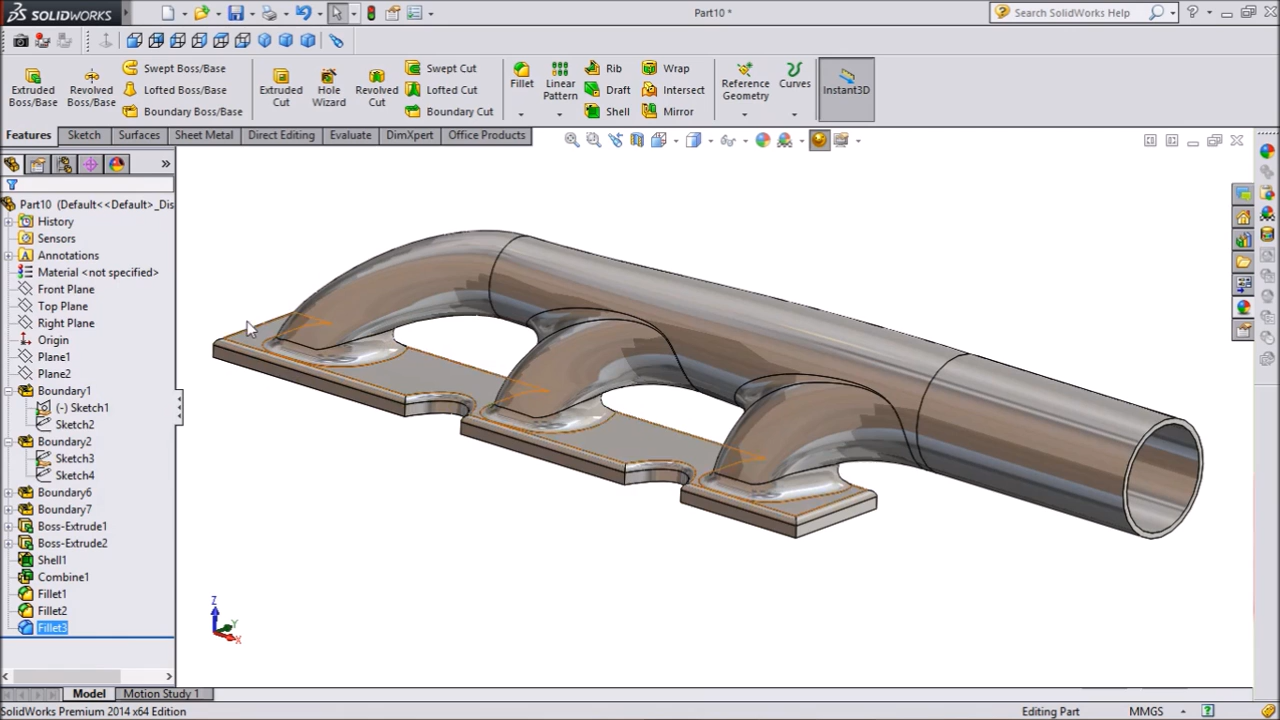 SOLIDWORKS
Part10 *
Search SolidWorks Help
Extruded Boss/Base
Revolved Boss/Base
Swept Boss/Base
Lofted Boss/Base
Boundary Boss/Base
Extruded Cut
Hole Wizard
Revolved Cut
Swept Cut
Lofted Cut
Boundary Cut
Fillet
Linear Pattern
Rib
Draft
Shell
Wrap
Intersect
Mirror
Reference Geometry
Curves
Instant3D
Features
Sketch
Surfaces
Sheet Metal
Direct Editing
Evaluate
DimXpert
Office Products
Part10 (Default<<Default>_Dis
History
Sensors
Annotations
Material <not specified>
Front Plane
Top Plane
Right Plane
Origin
Plane1
Plane2
Boundary1
(-) Sketch1
Sketch2
Boundary2
Sketch3
Sketch4
Boundary6
Boundary7
Boss-Extrude1
Boss-Extrude2
Shell1
Combine1
Fillet1
Fillet2
Fillet3
Z
Y
X
Model
Motion Study 1
SolidWorks Premium 2014 x64 Edition
Editing Part
MMGS